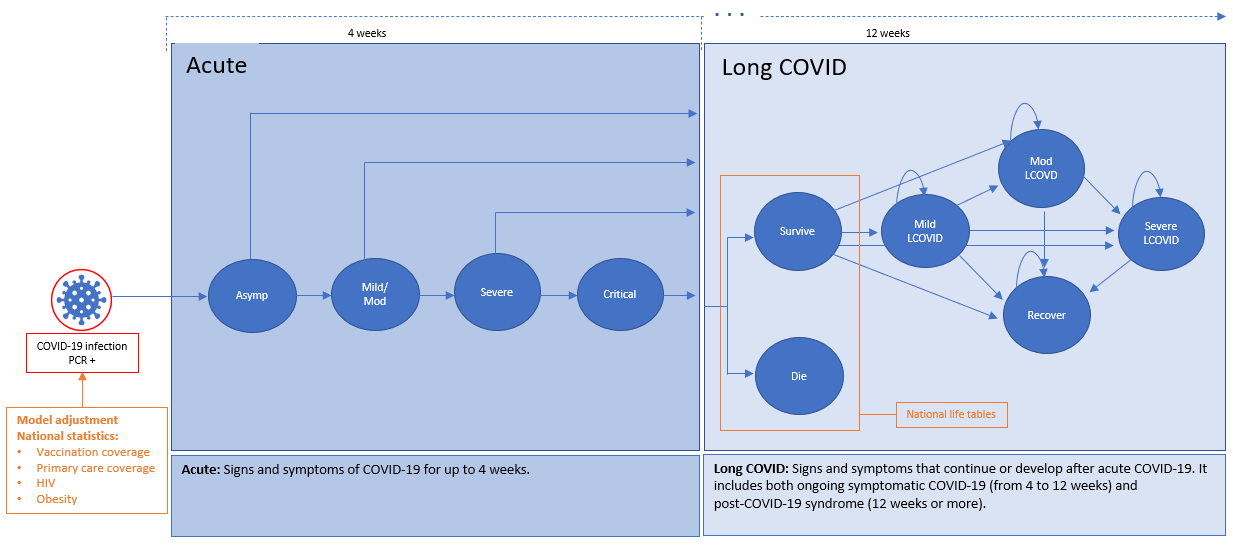 4 weeks
12 weeks
Acute
Long COVID
Asymp
Mild/
Mod
Severe
Critical
Survive
Die
Mild
LCOVID
Mod
LCOVD
Severe
LCOVID
Recover
National life tables
COVID-19 infection
PCR +
Model adjustment
National statistics:
• Vaccination coverage
• Primary care coverage
• HIV
• Obesity
Acute: Signs and symptoms of COVID-19 for up to 4 weeks.
Long COVID: Signs and symptoms that continue or develop after acute COVID-19. It
includes both ongoing symptomatic COVID-19 (from 4 to 12 weeks) and
post-COVID-19 syndrome (12 weeks or more).